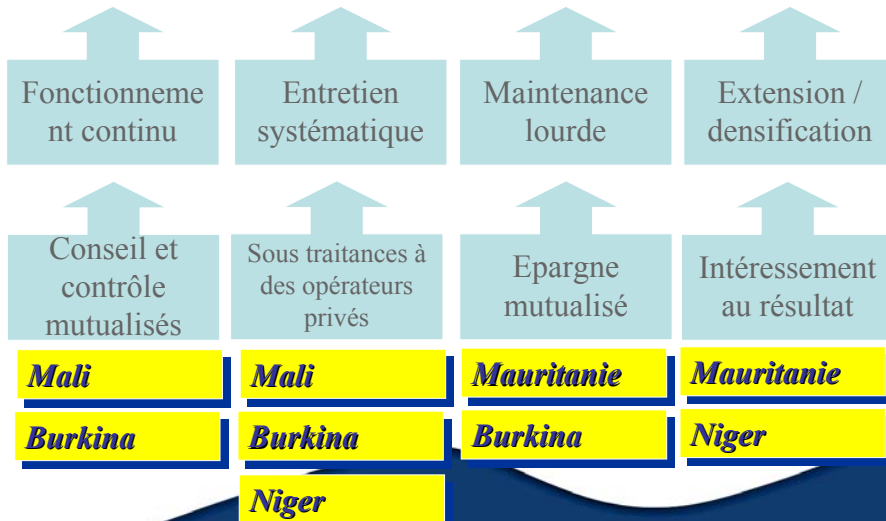 Fonctionneme
nt continu
Entretien
systématique
Maintenance
lourde
Extension /
densification
Conseil et
contrôle
mutualisés
Sous traitances à
des opérateurs
privés
Epargne
mutualisé
Intéressement
au résultat
Mali
Mali
Mauritanie
Mauritanie
Burkina
Burkina
Burkina
Niger
Niger